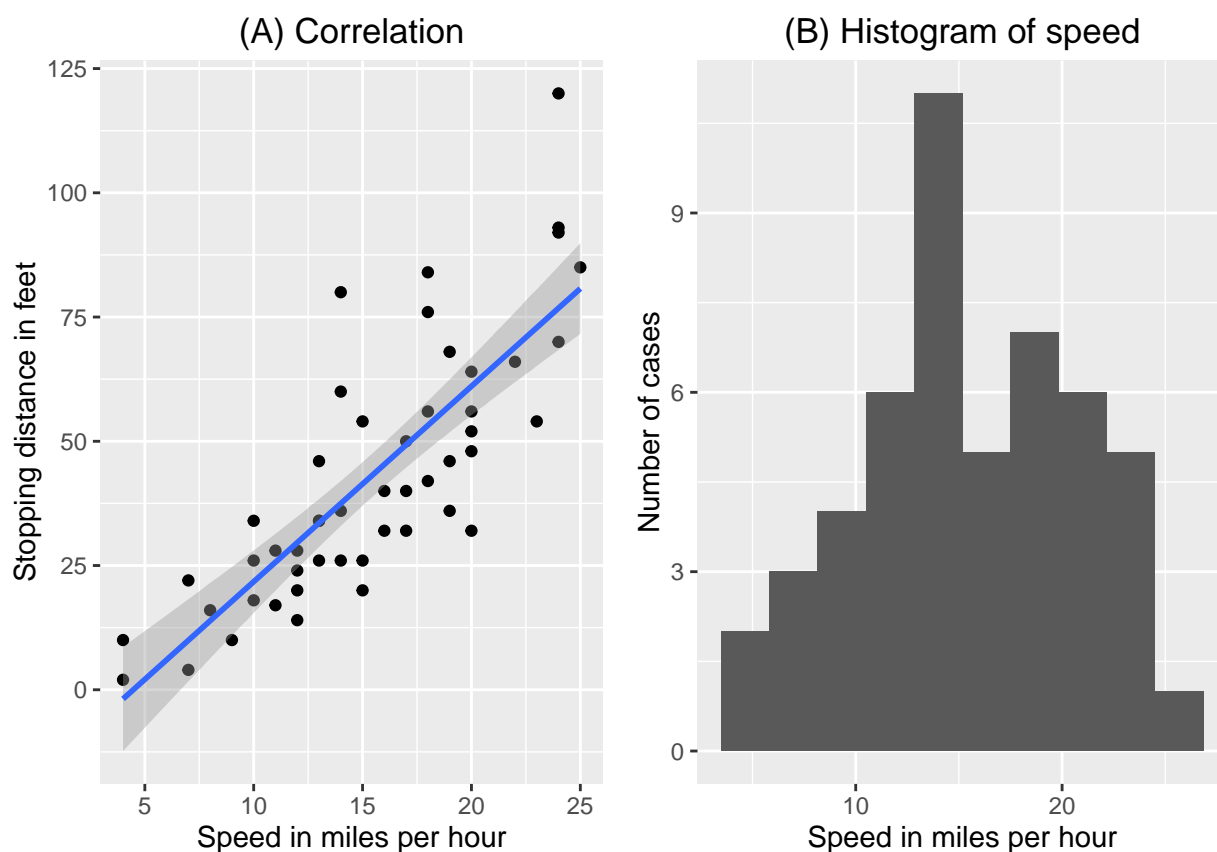 (A) Correlation
125
100
75
50
25
0
Stopping distance in feet
5 10 15 20 25
Speed in miles per hour
(B) Histogram of speed
9
6
3
0
Number of cases
10 20
Speed in miles per hour